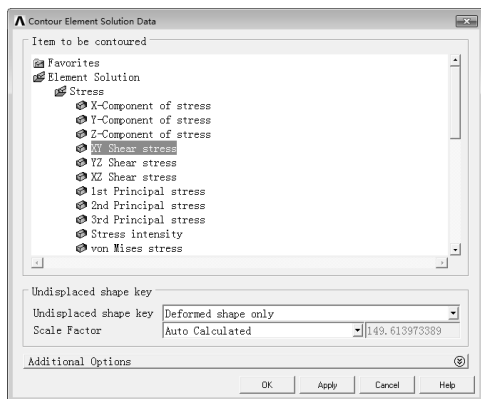 Contour Element Solution Data
Item to be contoured
Favorites
Element Solution
Stress
X-Component of stress
Y-Component of stress
Z-Component of stress
XY Shear stress
YZ Shear stress
XZ Shear stress
1st Principal stress
2nd Principal stress
3rd Principal stress
Stress intensity
von Mises stress
Undisplaced shape key
Undisplaced shape key Deformed shape only
Scale Factor Auto Calculated 149.613973389
Additional Options
OK Apply Cancel Help